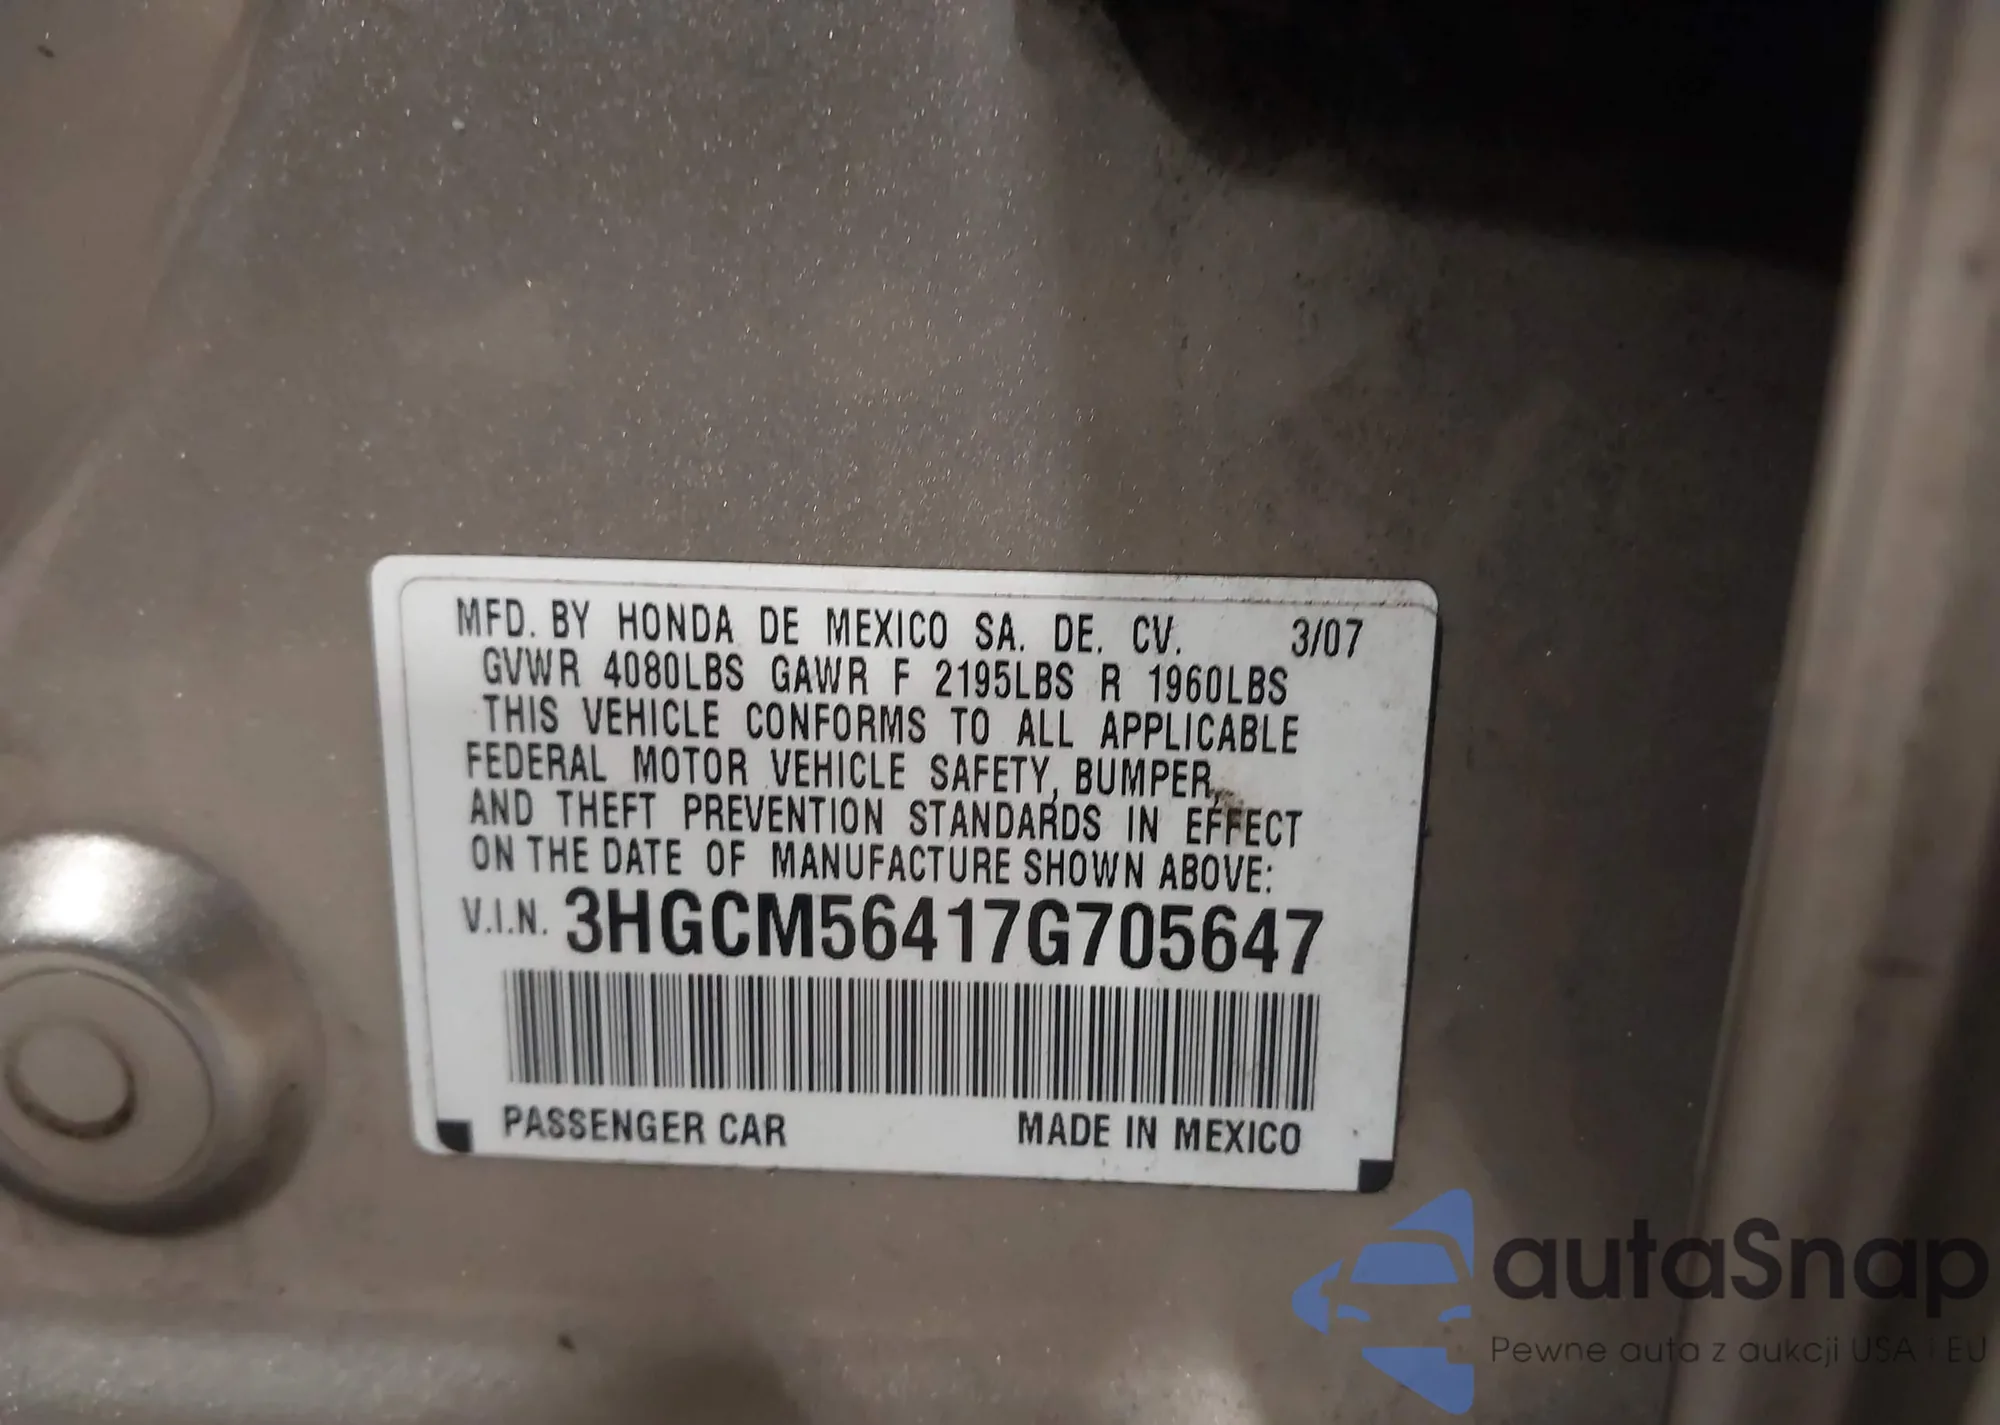 MFD. BY HONDA DE MEXICO SA. DE. CV. 3/07
GVWR 4080LBS GAWR F 2195LBS R 1960LBS
THIS VEHICLE CONFORMS TO ALL APPLICABLE
FEDERAL MOTOR VEHICLE SAFETY, BUMPER,
AND THEFT PREVENTION STANDARDS IN EFFECT
ON THE DATE OF MANUFACTURE SHOWN ABOVE:
V.I.N. 3HGCM56417G705647
PASSENGER CAR MADE IN MEXICO
autaSnap
Pewne auta z aukcji USA i EU